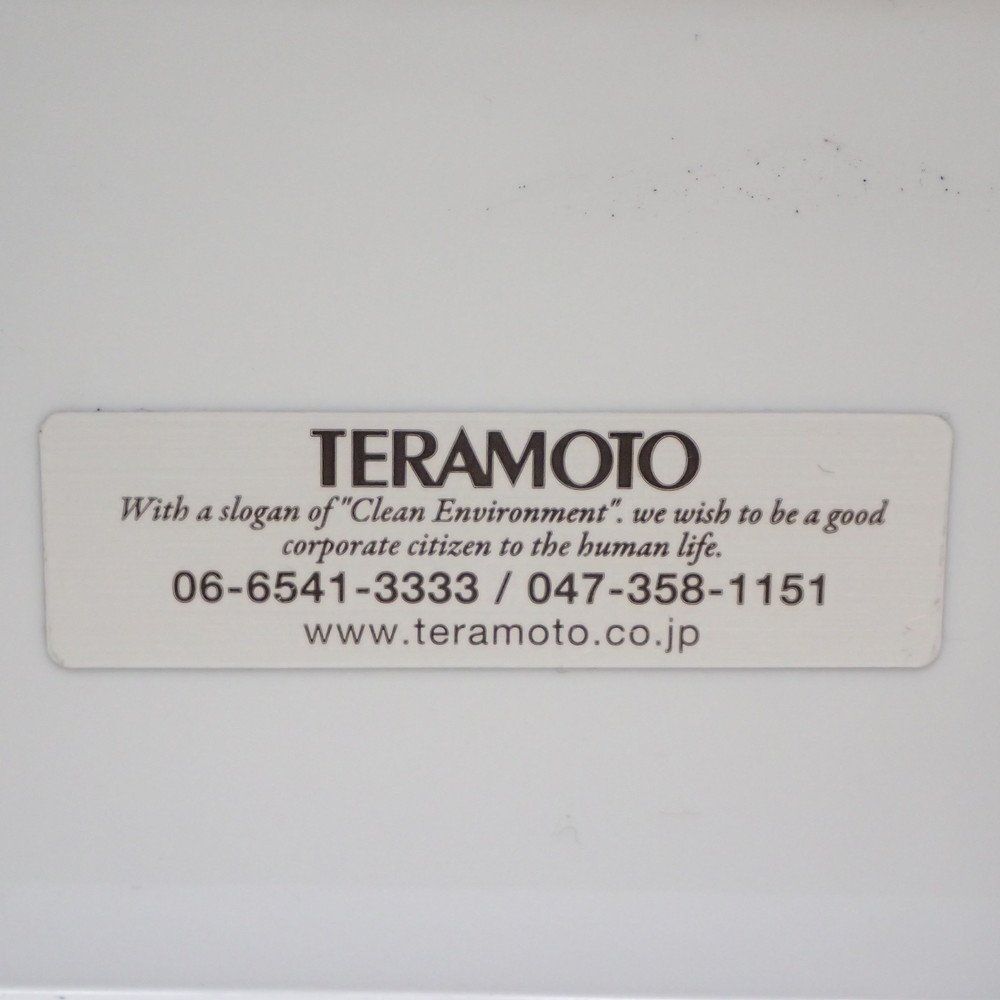 TERAMOTO
With a slogan of "Clean Environment". we wish to be a good
corporate citizen to the human life.
06-6541-3333 / 047-358-1151
www.teramoto.co.jp